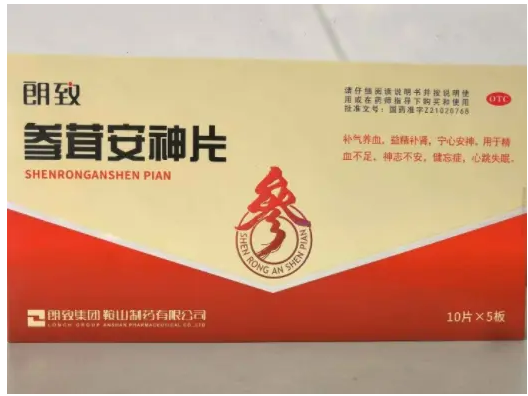 朗致
参茸安神片
SHENRONGANSHEN PIAN
请仔细阅读说明书并按说明使
用或在药师指导下购买和使用
批准文号：国药准字Z21020768
OTC
补气养血，益精补肾，宁心安神。用于精
血不足，神志不安，健忘症，心跳失眠。
参
SHEN RONG AN SHEN PIAN
朗致集团鞍山制药有限公司
LONCH GROUP ANSHAN PHARMACEUTICAL CO.,LTD
10片×5板